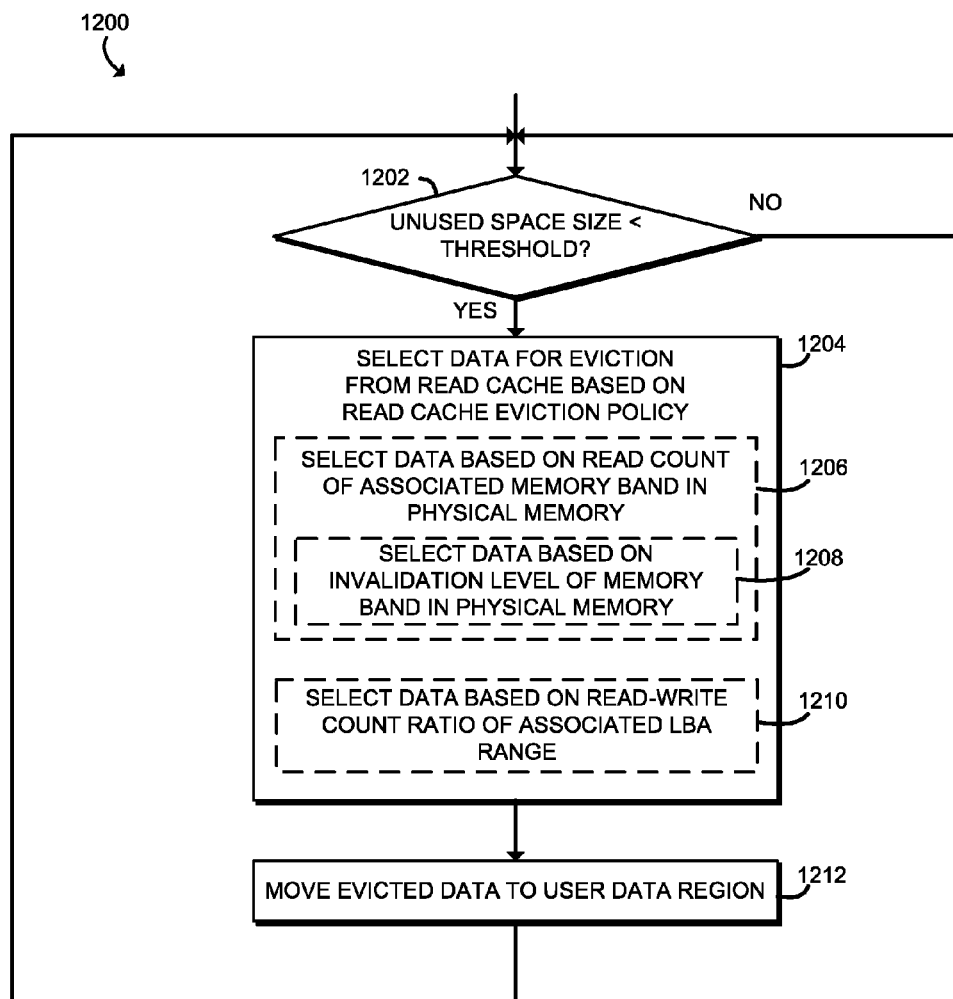 1200
1202
NO
UNUSED SPACE SIZE <
THRESHOLD?
YES
1204
SELECT DATA FOR EVICTION
FROM READ CACHE BASED ON
READ CACHE EVICTION POLICY
SELECT DATA BASED ON READ COUNT
OF ASSOCIATED MEMORY BAND IN
PHYSICAL MEMORY
1206
SELECT DATA BASED ON
INVALIDATION LEVEL OF MEMORY
BAND IN PHYSICAL MEMORY
1208
SELECT DATA BASED ON READ-WRITE
COUNT RATIO OF ASSOCIATED LBA
RANGE
1210
MOVE EVICTED DATA TO USER DATA REGION
1212